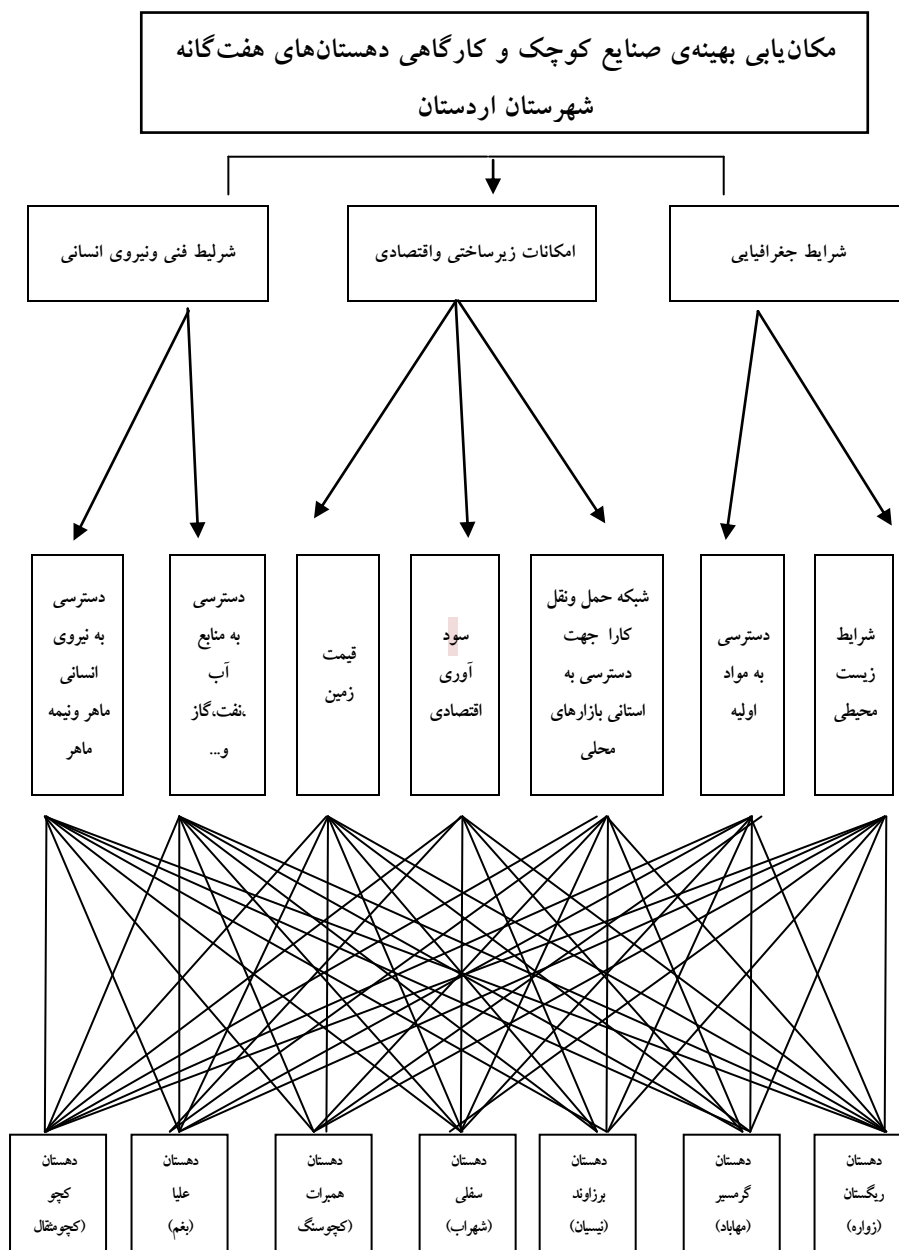 مکان‌یابی بهینه‌ی صنایع کوچک و کارگاهی دهستان‌های هفت‌گانه
شهرستان اردستان
شرایط جغرافیایی
امکانات زیرساختی واقتصادی
شرلیط فنی ونیروی انسانی
شرایط
زیست
محیطی
دسترسی
به مواد
اولیه
شبکه حمل ونقل
کارا جهت
دسترسی به
استانی بازارهای
محلی
سود
آوری
اقتصادی
قیمت
زمین
دسترسی
به منابع
آب
،نفت،گاز
و...
دسترسی
به نیروی
انسانی
ماهر ونیمه
ماهر
دهستان
ریگستان
(زواره)
دهستان
گرمسیر
(مهاباد)
دهستان
برزاوند
(نیسیان)
دهستان
سفلی
(شهراب)
دهستان
همبرات
(کچوسنگ)
دهستان
علیا
(بغم)
دهستان
کچو
(کچومثقال)